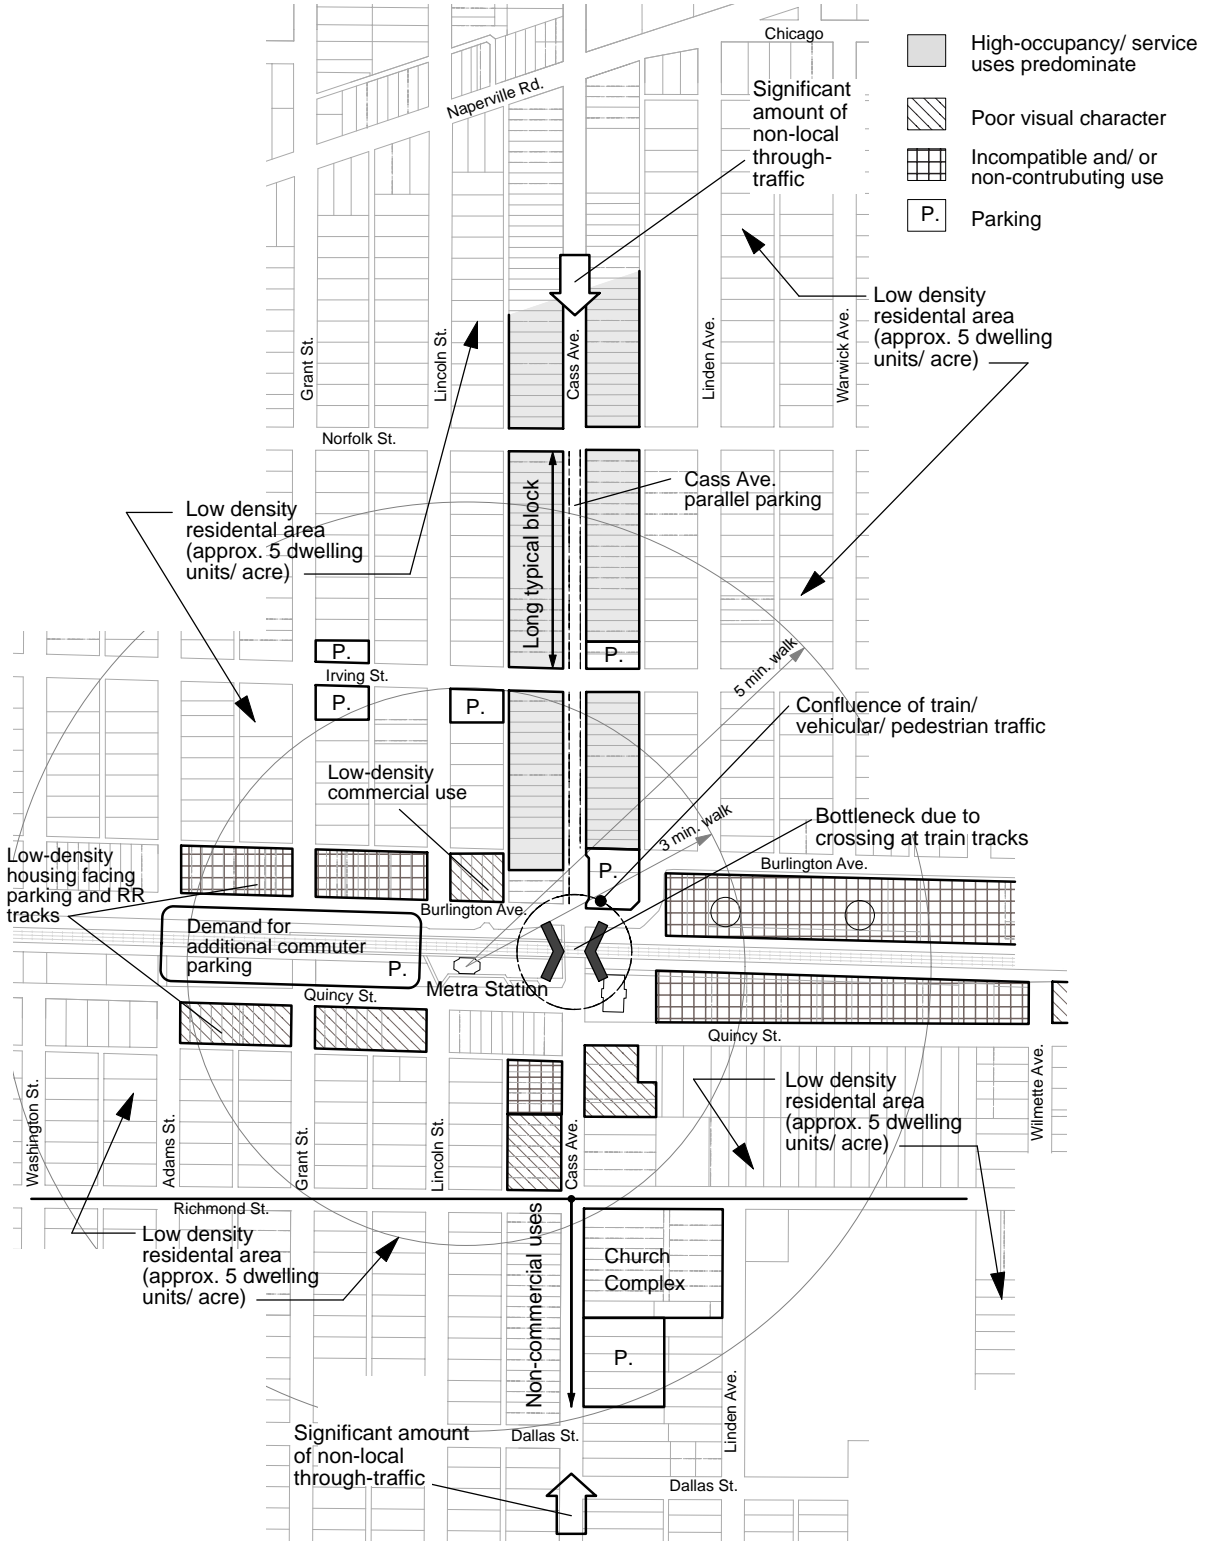 Chicago
High-occupancy/ service
uses predominate
Poor visual character
Incompatible and/ or
non-contrubuting use
P.
Parking
Naperville Rd.
Significant
amount of
non-local
through-
traffic
Low density
residental area
(approx. 5 dwelling
units/ acre)
Grant St.
Lincoln St.
Cass Ave.
Linden Ave.
Warwick Ave.
Norfolk St.
Cass Ave.
parallel parking
Long typical block
Low density
residental area
(approx. 5 dwelling
units/ acre)
P.
Irving St.
P.
P.
P.
5 min. walk
Confluence of train/
vehicular/ pedestrian traffic
Low-density
commercial use
3 min. walk
Bottleneck due to
crossing at train tracks
Burlington Ave.
P.
Low-density
housing facing
parking and RR
tracks
Burlington Ave.
Demand for
additional commuter
parking
P.
Metra Station
Quincy St.
Quincy St.
Low density
residental area
(approx. 5 dwelling
units/ acre)
Washington St.
Adams St.
Grant St.
Lincoln St.
Cass Ave.
Wilmette Ave.
Richmond St.
Low density
residental area
(approx. 5 dwelling
units/ acre)
Non-commercial uses
Church
Complex
P.
Linden Ave.
Significant amount
of non-local
through-traffic
Dallas St.
Dallas St.